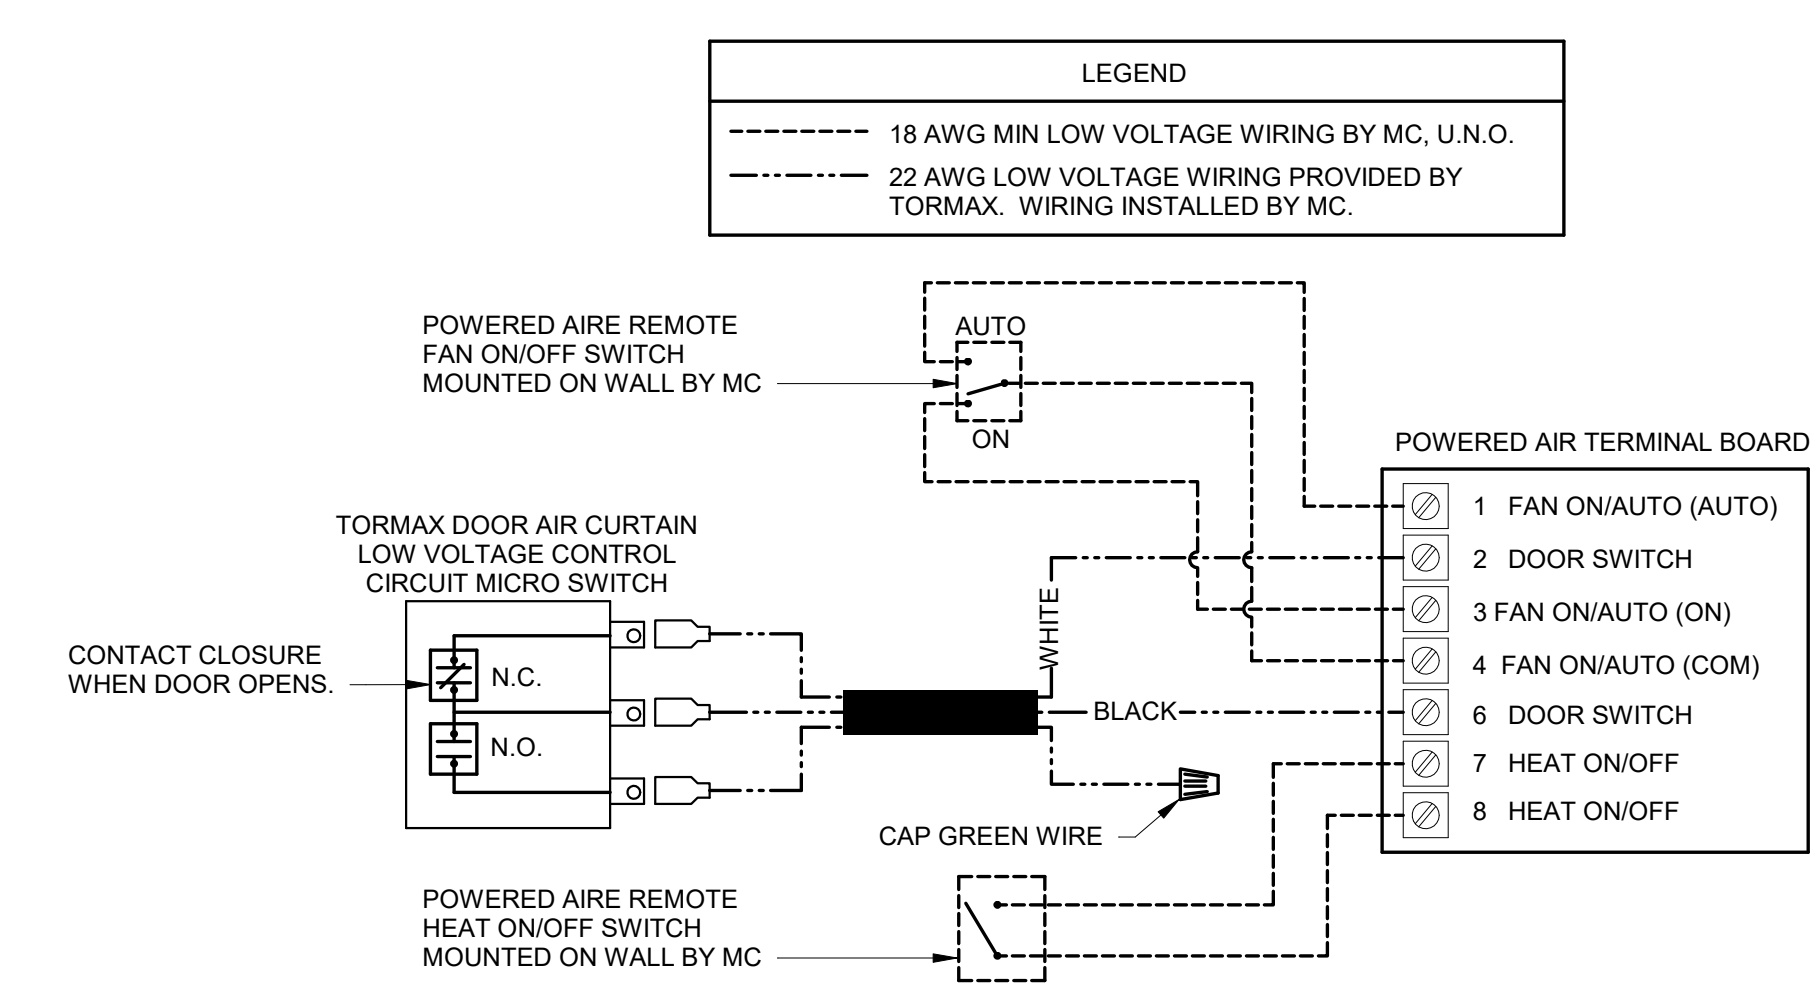 LEGEND
18 AWG MIN LOW VOLTAGE WIRING BY MC, U.N.O.
22 AWG LOW VOLTAGE WIRING PROVIDED BY
TORMAX. WIRING INSTALLED BY MC.
POWERED AIRE REMOTE
FAN ON/OFF SWITCH
MOUNTED ON WALL BY MC
AUTO
ON
POWERED AIR TERMINAL BOARD
1 FAN ON/AUTO (AUTO)
2 DOOR SWITCH
3 FAN ON/AUTO (ON)
4 FAN ON/AUTO (COM)
6 DOOR SWITCH
7 HEAT ON/OFF
8 HEAT ON/OFF
TORMAX DOOR AIR CURTAIN
LOW VOLTAGE CONTROL
CIRCUIT MICRO SWITCH
CONTACT CLOSURE
WHEN DOOR OPENS.
N.C.
N.O.
WHITE
BLACK
CAP GREEN WIRE
POWERED AIRE REMOTE
HEAT ON/OFF SWITCH
MOUNTED ON WALL BY MC